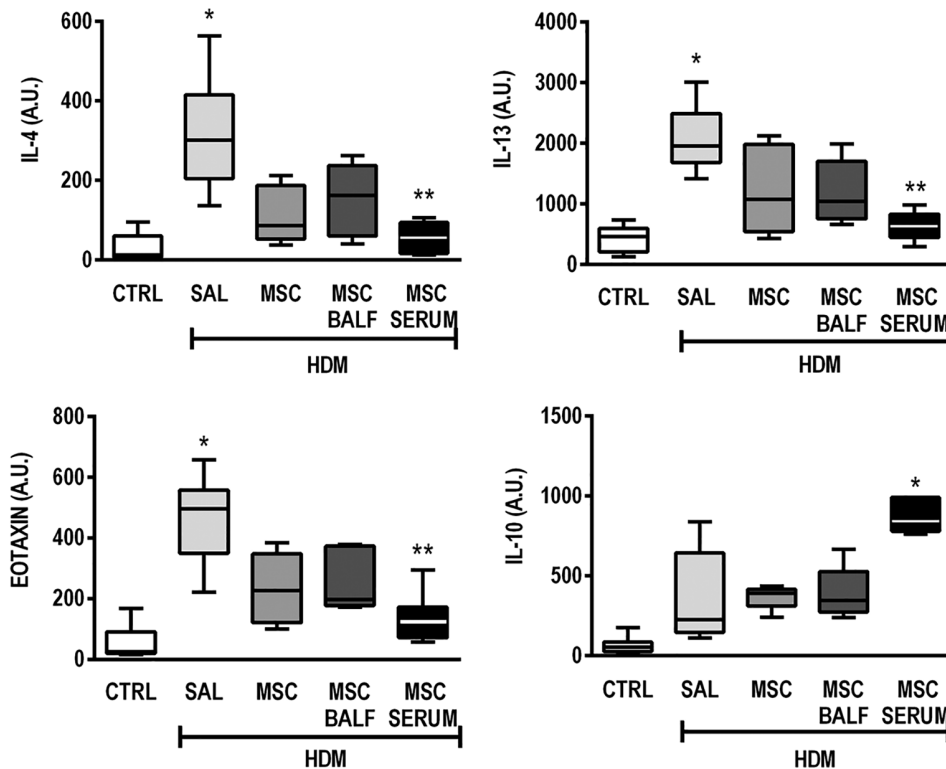 IL-4 (A.U.)
600
400
200
0
*
**
CTRL SAL MSC MSC MSC
BALF SERUM
HDM
IL-13 (A.U.)
4000
3000
2000
1000
0
*
**
CTRL SAL MSC MSC MSC
BALF SERUM
HDM
EOTAXIN (A.U.)
800
600
400
200
0
*
**
CTRL SAL MSC MSC MSC
BALF SERUM
HDM
IL-10 (A.U.)
1500
1000
500
0
*
CTRL SAL MSC MSC MSC
BALF SERUM
HDM